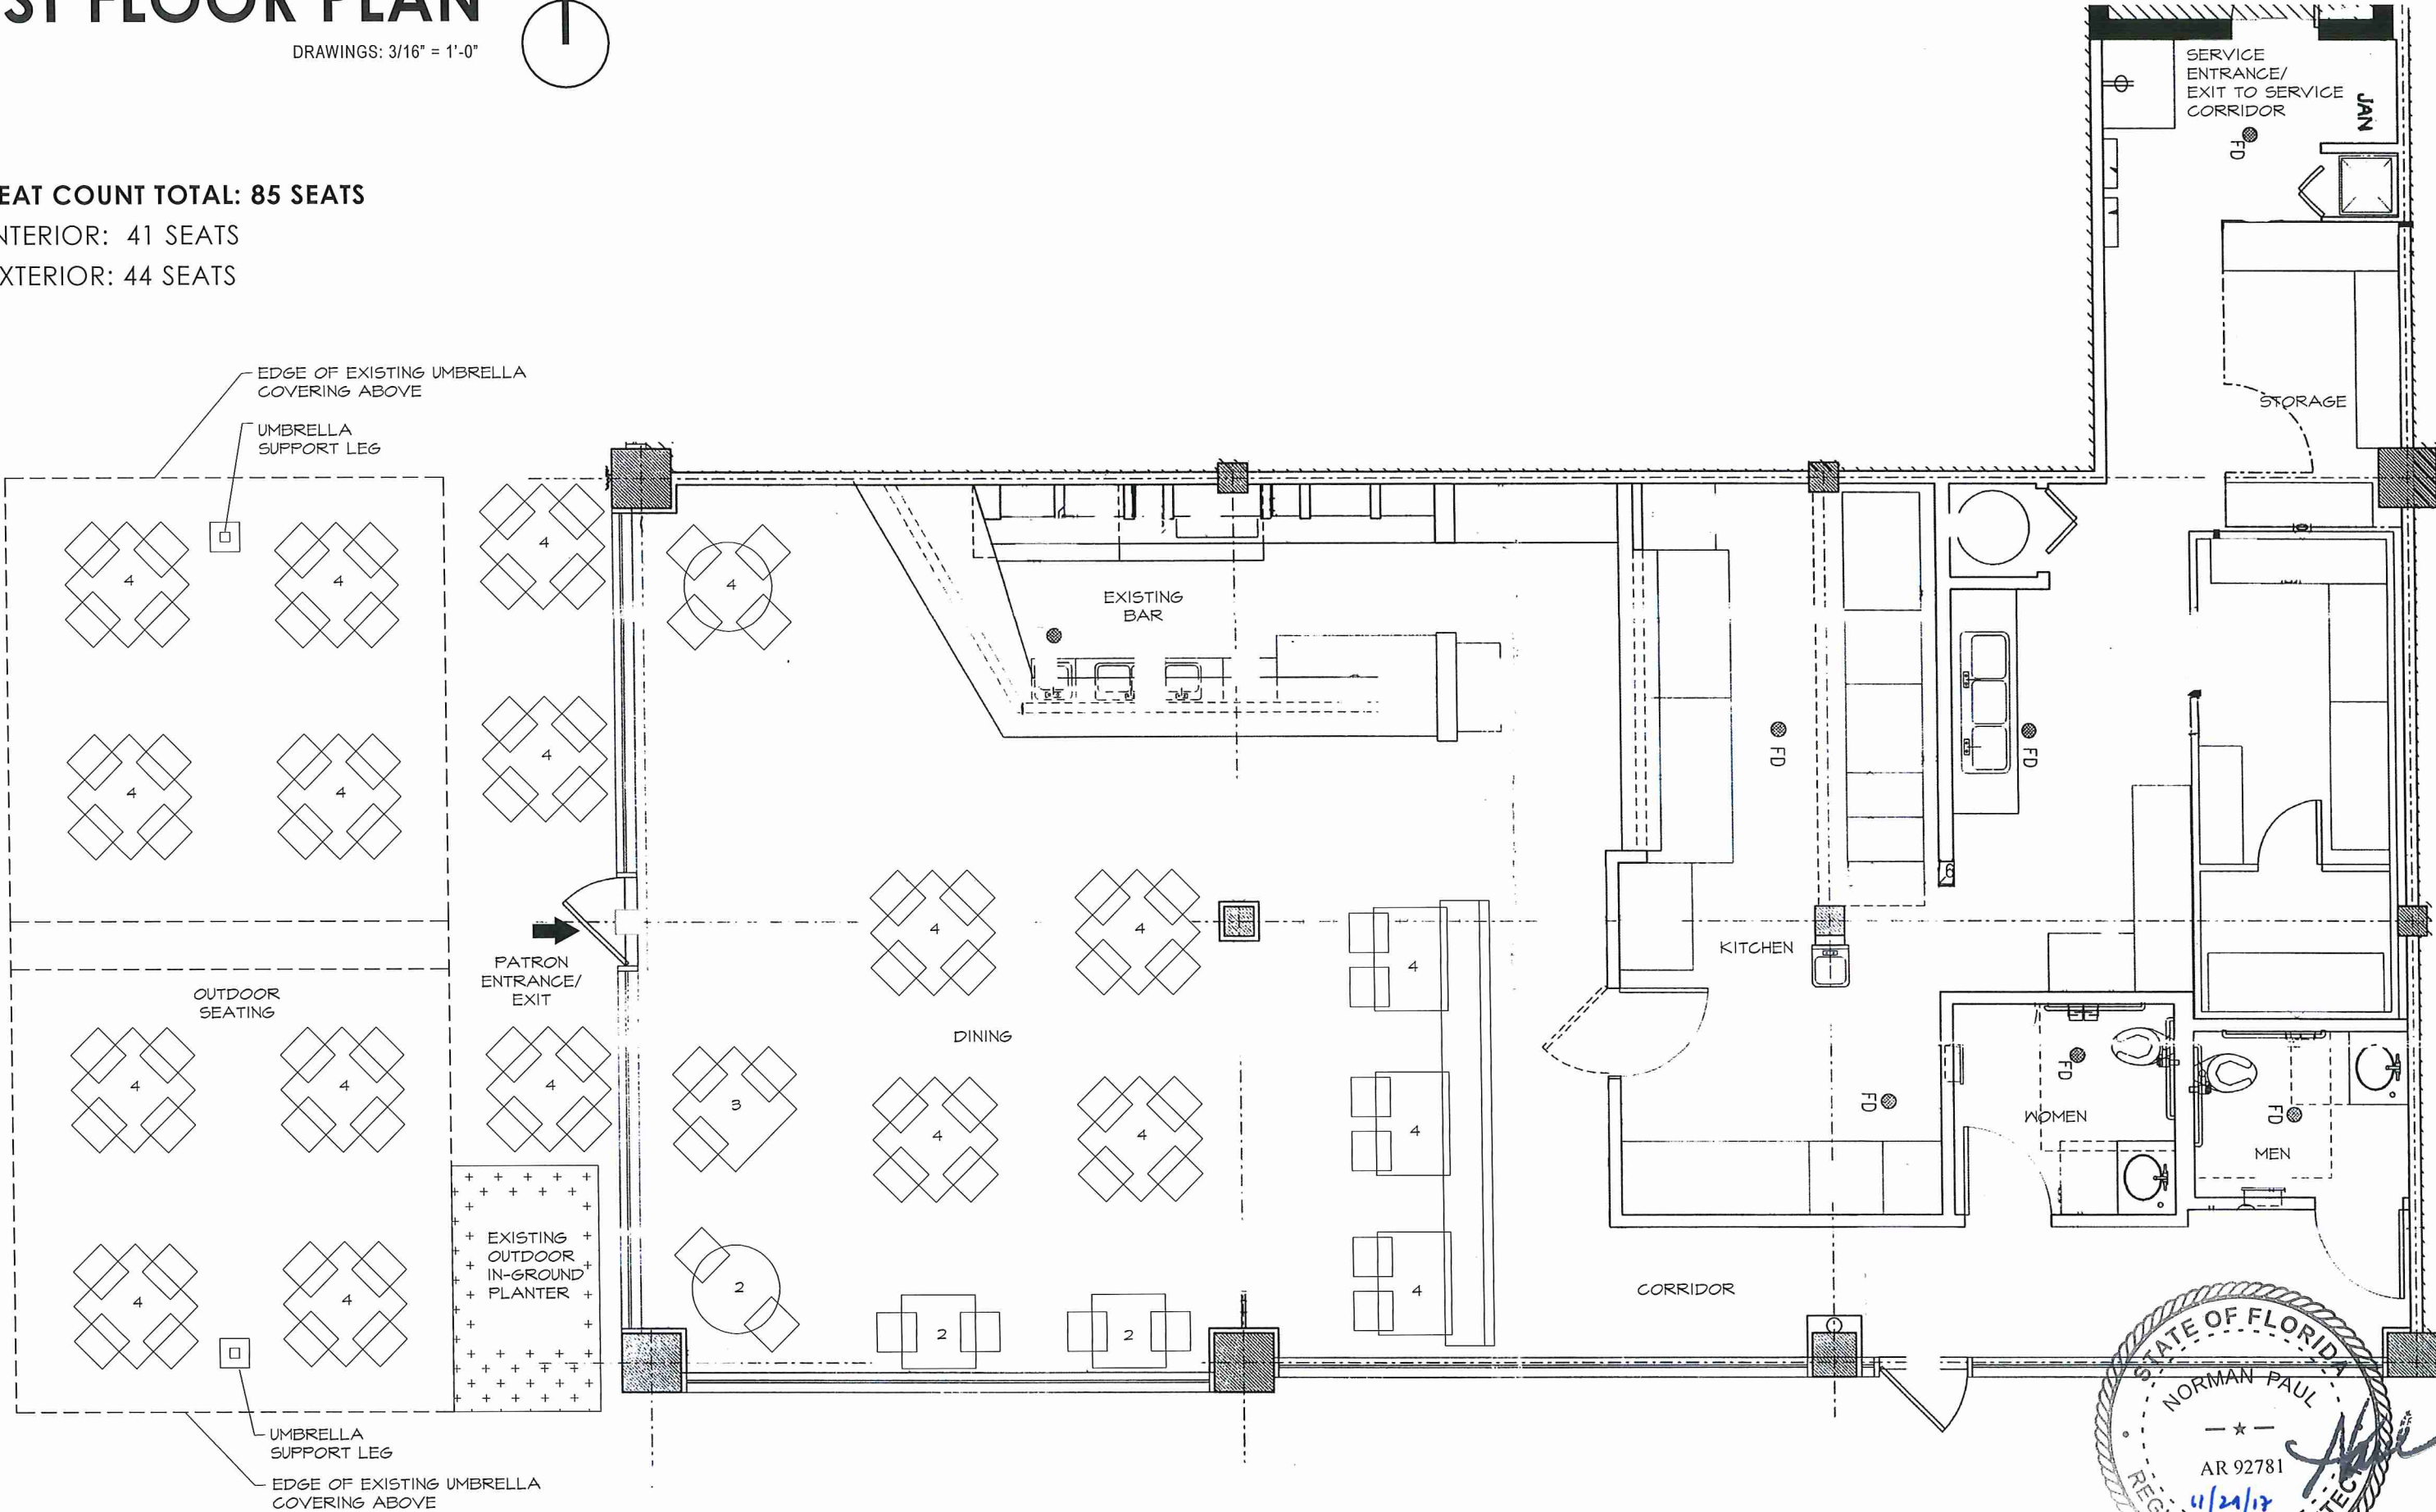 ST FLOOR PLAN
DRAWINGS: 3/16" = 1'-0"
EAT COUNT TOTAL: 85 SEATS
NTERIOR: 41 SEATS
XTERIOR: 44 SEATS
SERVICE
ENTRANCE/
EXIT TO SERVICE
CORRIDOR
JAN
FD
STORAGE
EDGE OF EXISTING UMBRELLA
COVERING ABOVE
UMBRELLA
SUPPORT LEG
4
4
4
4
4
4
4
EXISTING
BAR
FD
FD
6
PATRON
ENTRANCE/
EXIT
OUTDOOR
SEATING
4
4
4
KITCHEN
DINING
4
4
4
3
4
4
4
FD
FD
FD
WOMEN
MEN
4
4
EXISTING
OUTDOOR
IN-GROUND
PLANTER
2
2
2
4
CORRIDOR
UMBRELLA
SUPPORT LEG
EDGE OF EXISTING UMBRELLA
COVERING ABOVE
STATE OF FLORIDA
NORMAN PAUL
AR 92781
11/21/17